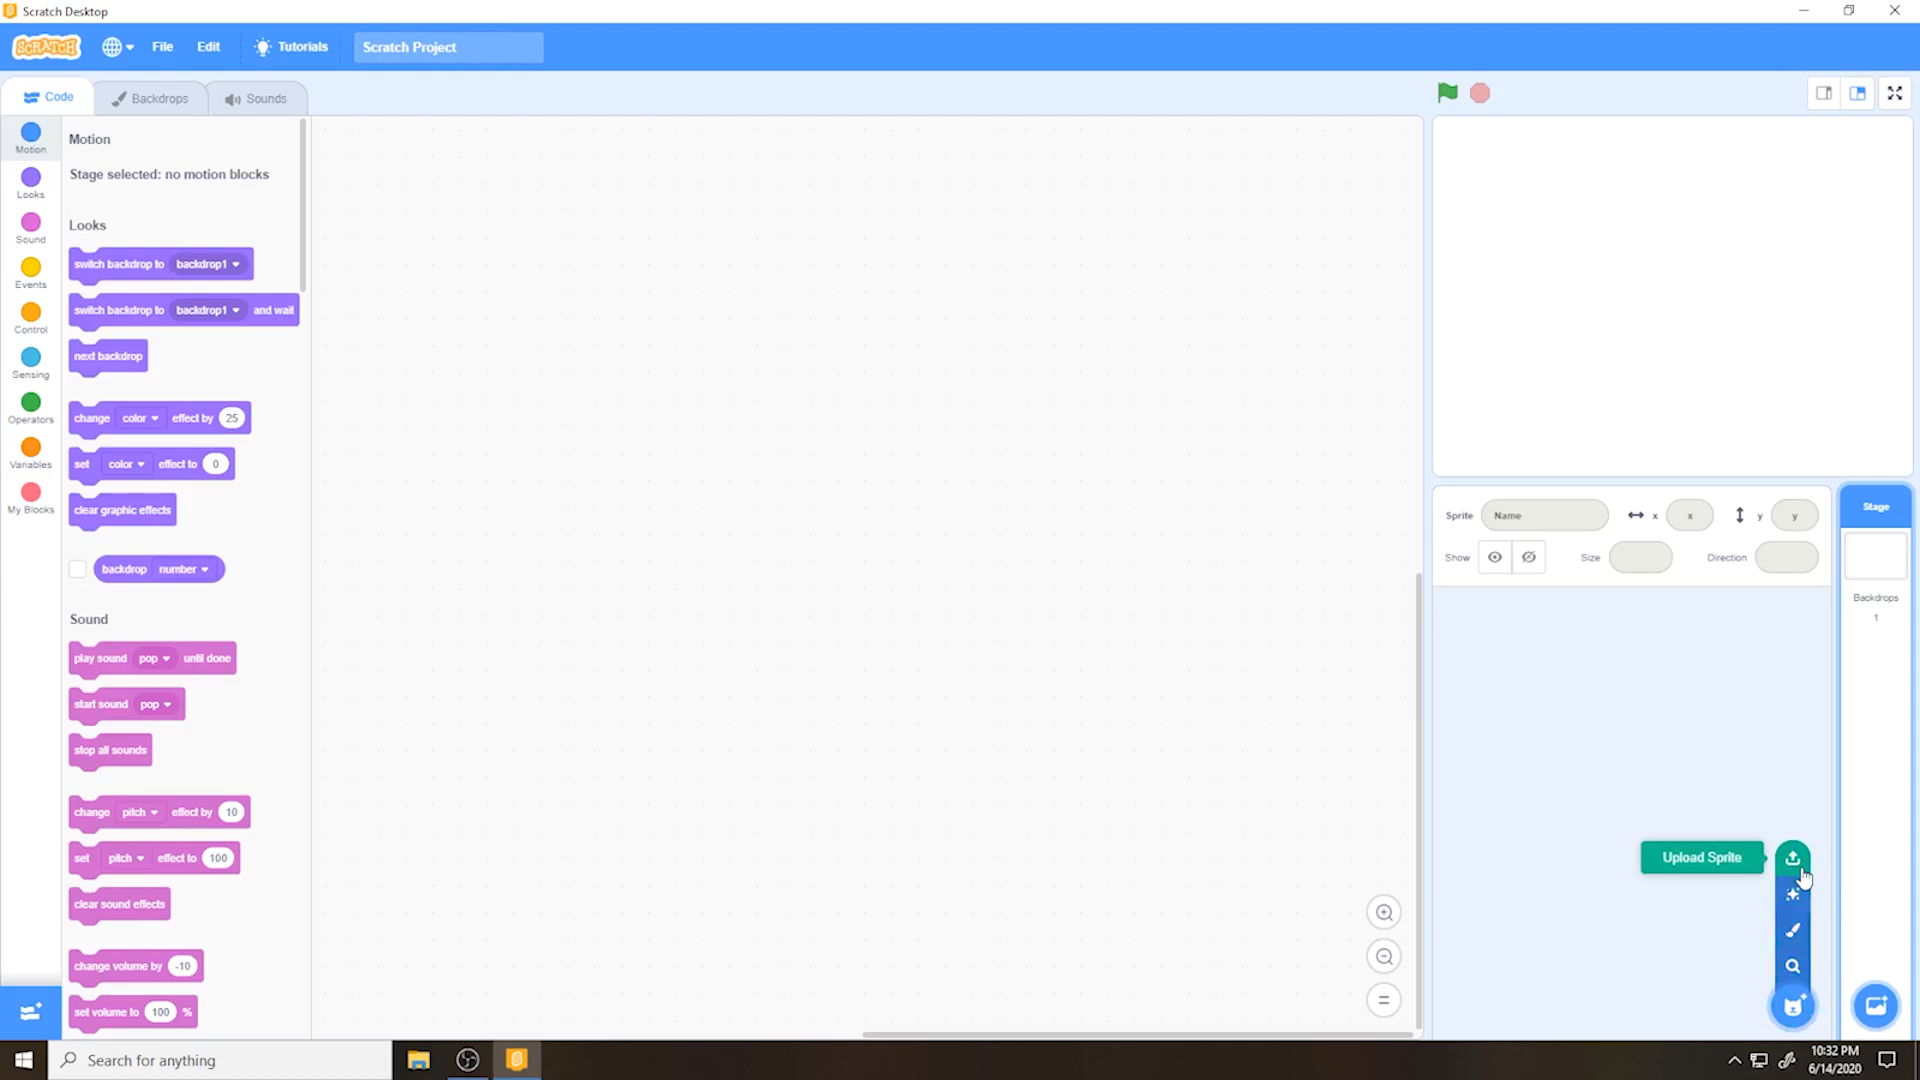 Scratch Desktop
SCRATCH
File
Edit
Tutorials
Scratch Project
Code
Backdrops
Sounds
Motion
Looks
Sound
Events
Control
Sensing
Operators
Variables
My Blocks
Motion
Stage selected: no motion blocks
Looks
switch backdrop to backdrop1
switch backdrop to backdrop1 and wait
next backdrop
change color effect by 25
set color effect to 0
clear graphic effects
backdrop number
Sound
play sound pop until done
start sound pop
stop all sounds
change pitch effect by 10
set pitch effect to 100
clear sound effects
change volume by -10
set volume to 100 %
Sprite Name x x y y
Show Size Direction
Stage
Backdrops
1
Upload Sprite
Search for anything
10:32 PM
6/14/2020